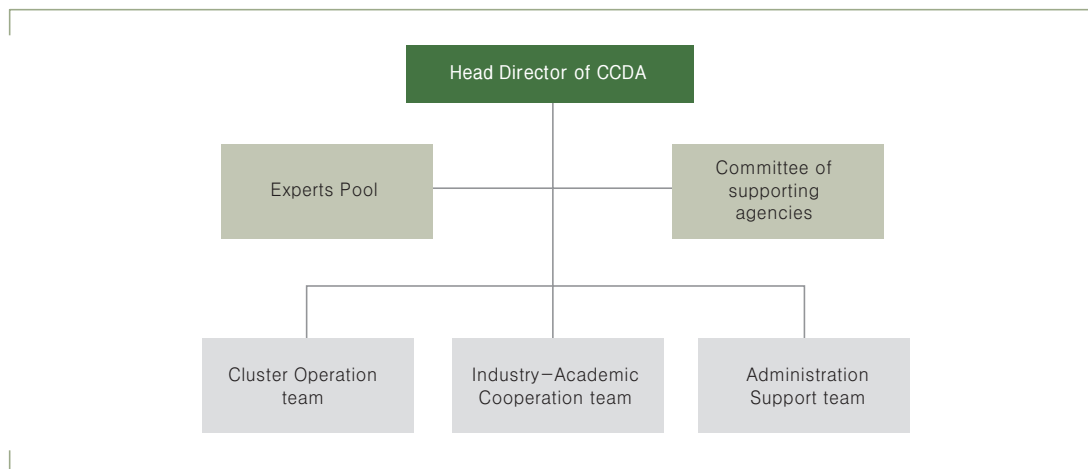 Head Director of CCDA
Experts Pool
Committee of
supporting
agencies
Cluster Operation
team
Industry－Academic
Cooperation team
Administration
Support team